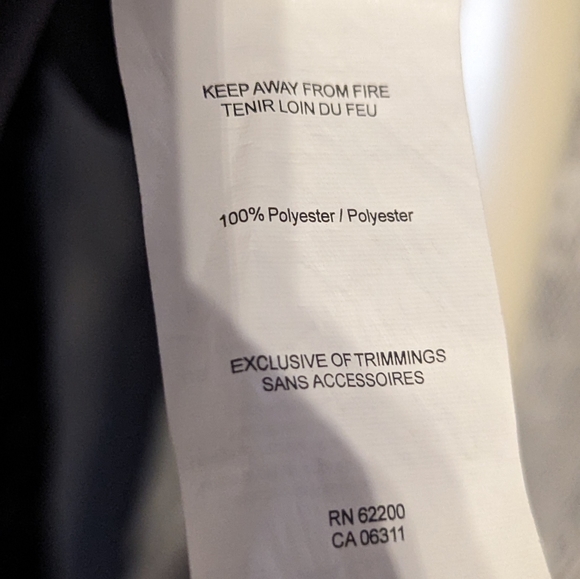 KEEP AWAY FROM FIRE
TENIR LOIN DU FEU
100% Polyester / Polyester
EXCLUSIVE OF TRIMMINGS
SANS ACCESSOIRES
RN 62200
CA 06311